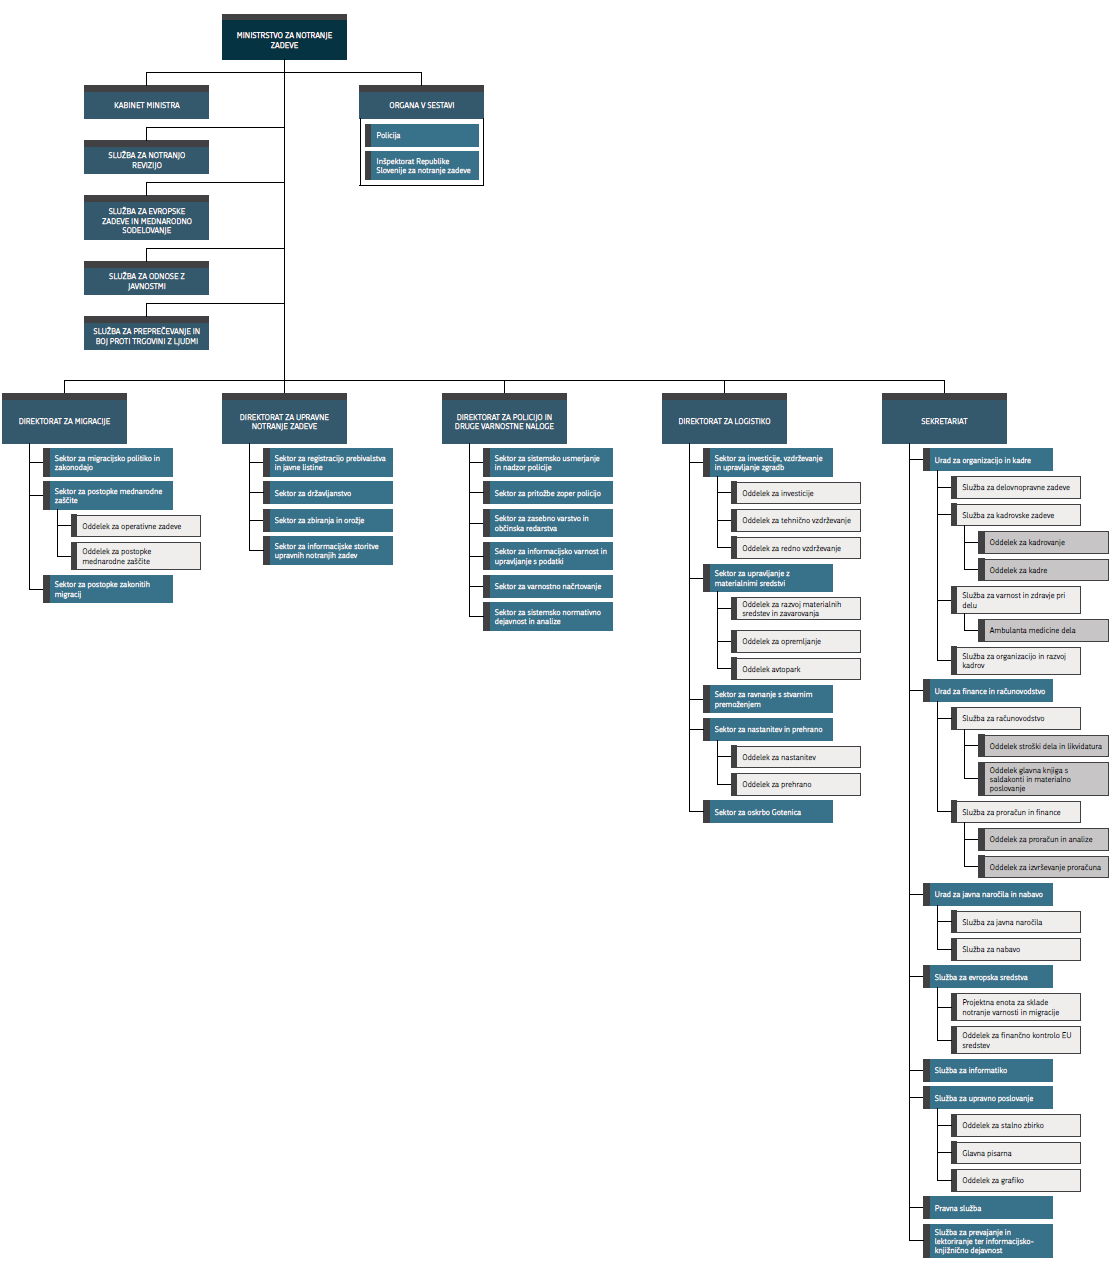 MINISTRSTVO ZA NOTRANJE
ZADEVE
KABINET MINISTRA
ORGANA V SESTAVI
Policija
Inšpektorat Republike
Slovenije za notranje zadeve
SLUŽBA ZA NOTRANJO
REVIZIJO
SLUŽBA ZA EVROPSKE
ZADEVE IN MEDNARODNO
SODELOVANJE
SLUŽBA ZA ODNOSE Z
JAVNOSTMI
SLUŽBA ZA PREPREČEVANJE IN
BOJ PROTI TRGOVINI Z LJUDMI
DIREKTORAT ZA MIGRACIJE
Sektor za migracijsko politiko in
zakonodajo
Sektor za postopke mednarodne
zaščite
Oddelek za operativne zadeve
Oddelek za postopke
mednarodne zaščite
Sektor za postopke zakonitih
migracij
DIREKTORAT ZA UPRAVNE
NOTRANJE ZADEVE
Sektor za registracijo prebivalstva
in javne listine
Sektor za državljanstvo
Sektor za zbiranja in orožje
Sektor za informacijske storitve
upravnih notranjih zadev
DIREKTORAT ZA POLICIJO IN
DRUGE VARNOSTNE NALOGE
Sektor za sistemsko usmerjanje
in nadzor policije
Sektor za pritožbe zoper policijo
Sektor za zasebno varstvo in
občinska redarstva
Sektor za informacijsko varnost in
upravljanje s podatki
Sektor za varnostno načrtovanje
Sektor za sistemsko normativno
dejavnost in analize
DIREKTORAT ZA LOGISTIKO
Sektor za investicije, vzdrževanje
in upravljanje zgradb
Oddelek za investicije
Oddelek za tehnično vzdrževanje
Oddelek za redno vzdrževanje
Sektor za upravljanje z
materialnimi sredstvi
Oddelek za razvoj materialnih
sredstev in zavarovanja
Oddelek za opremljanje
Oddelek avtopark
Sektor za ravnanje s stvarnim
premoženjem
Sektor za nastanitev in prehrano
Oddelek za nastanitev
Oddelek za prehrano
Sektor za oskrbo Gotenica
SEKRETARIAT
Urad za organizacijo in kadre
Služba za delovnopravne zadeve
Služba za kadrovske zadeve
Oddelek za kadrovanje
Oddelek za kadre
Služba za varnost in zdravje pri
delu
Ambulanta medicine dela
Služba za organizacijo in razvoj
kadrov
Urad za finance in računovodstvo
Služba za računovodstvo
Oddelek stroški dela in likvidatura
Oddelek glavna knjiga s
saldakonti in materialno
poslovanje
Služba za proračun in finance
Oddelek za proračun in analize
Oddelek za izvrševanje proračuna
Urad za javna naročila in nabavo
Služba za javna naročila
Služba za nabavo
Služba za evropska sredstva
Projektna enota za sklade
notranje varnosti in migracije
Oddelek za finančno kontrolo EU
sredstev
Služba za informatiko
Služba za upravno poslovanje
Oddelek za stalno zbirko
Glavna pisarna
Oddelek za grafiko
Pravna služba
Služba za prevajanje in
lektoriranje ter informacijsko-
knjižnično dejavnost